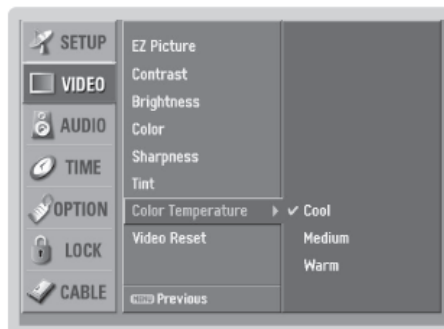 SETUP
VIDEO
AUDIO
TIME
OPTION
LOCK
CABLE
EZ Picture
Contrast
Brightness
Color
Sharpness
Tint
Color Temperature
Video Reset
MENU Previous
✓ Cool
Medium
Warm